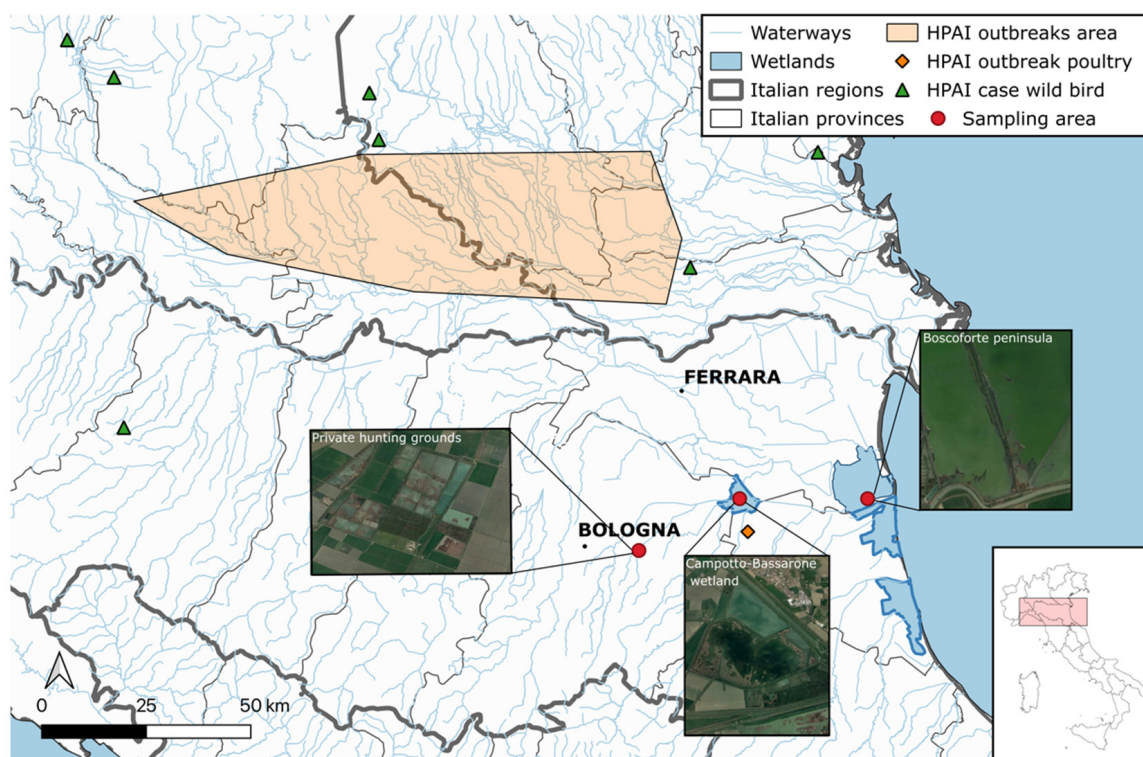 Waterways
HPAI outbreaks area
Wetlands
HPAI outbreak poultry
Italian regions
HPAI case wild bird
Italian provinces
Sampling area
Boscoforte peninsula
FERRARA
Private hunting grounds
BOLOGNA
Campotto-Bassarone
wetland
0 25 50 km